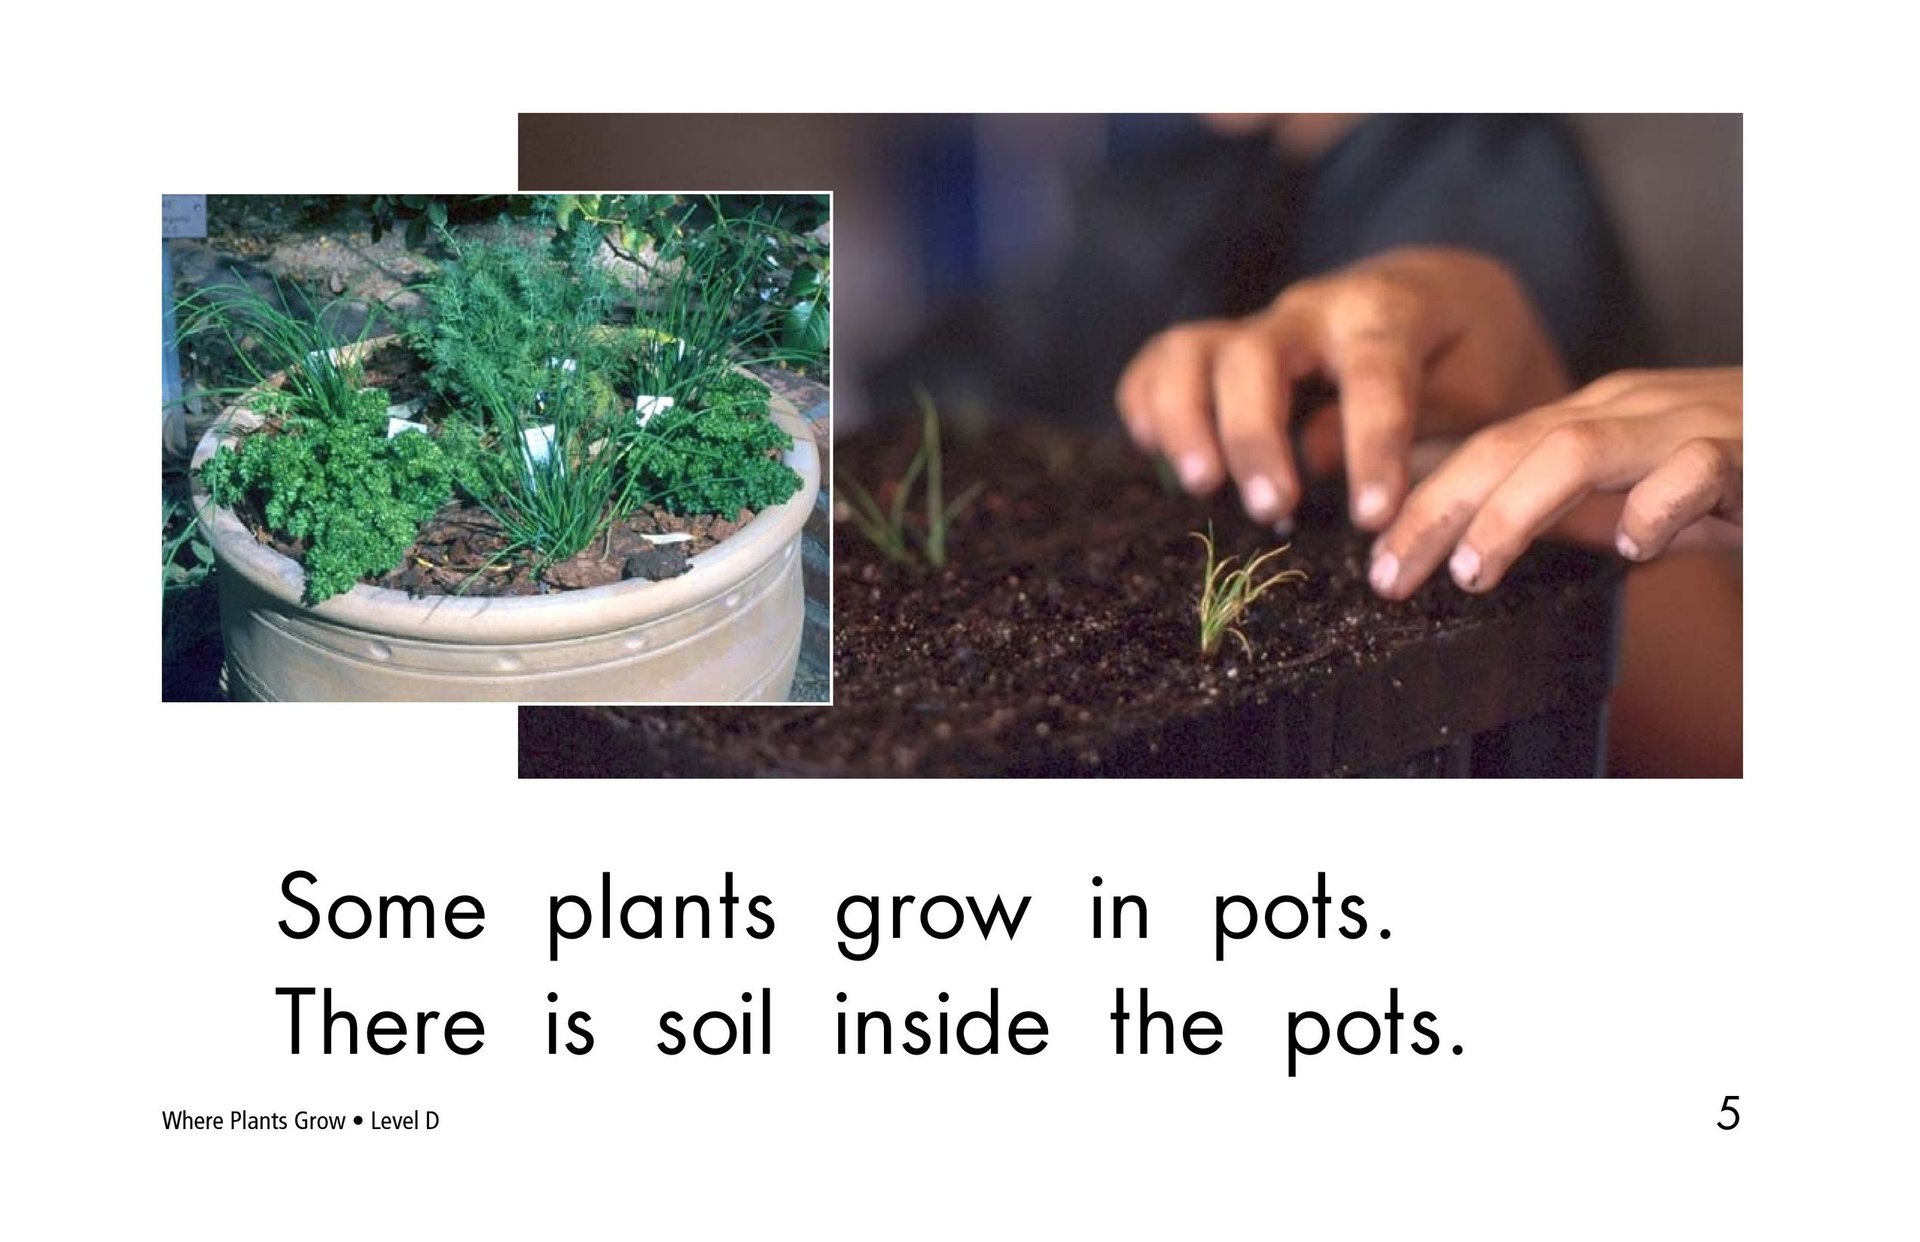 Some plants grow in pots.
There is soil inside the pots.
Where Plants Grow • Level D
5